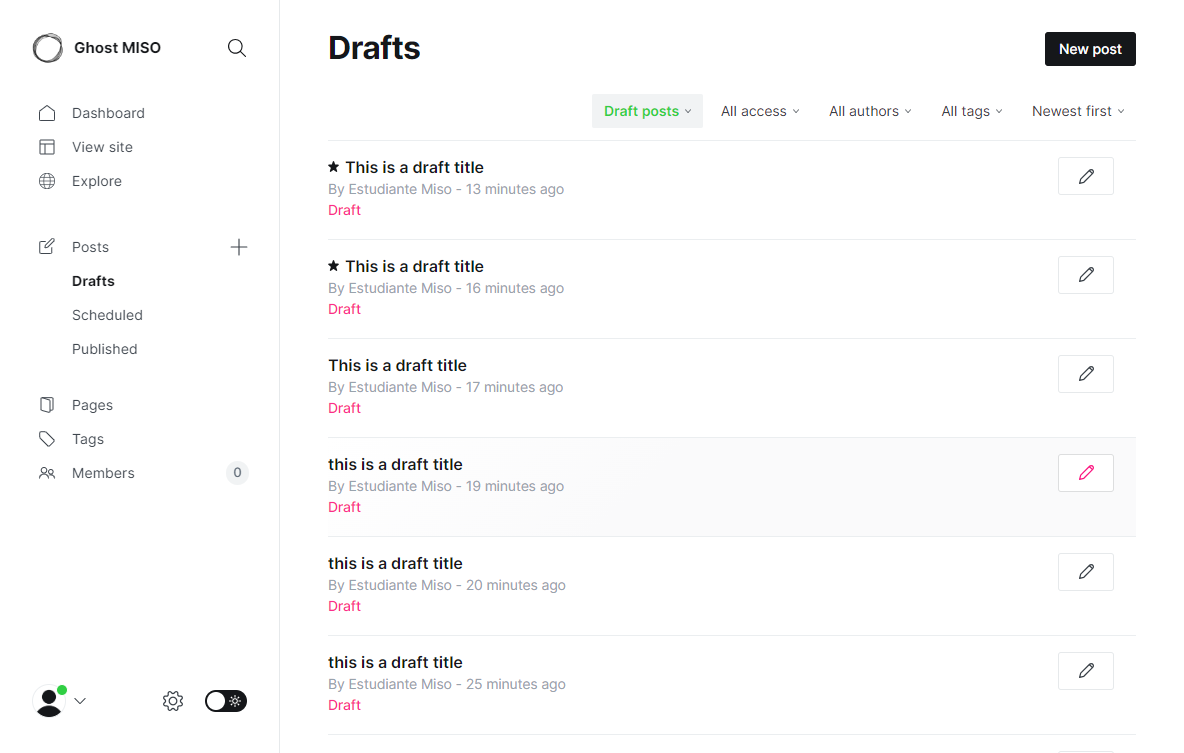 Ghost MISO
Dashboard
View site
Explore
Posts
Drafts
Scheduled
Published
Pages
Tags
Members 0
Drafts
New post
Draft posts All access All authors All tags Newest first
This is a draft title
By Estudiante Miso - 13 minutes ago
Draft
This is a draft title
By Estudiante Miso - 16 minutes ago
Draft
This is a draft title
By Estudiante Miso - 17 minutes ago
Draft
this is a draft title
By Estudiante Miso - 19 minutes ago
Draft
this is a draft title
By Estudiante Miso - 20 minutes ago
Draft
this is a draft title
By Estudiante Miso - 25 minutes ago
Draft